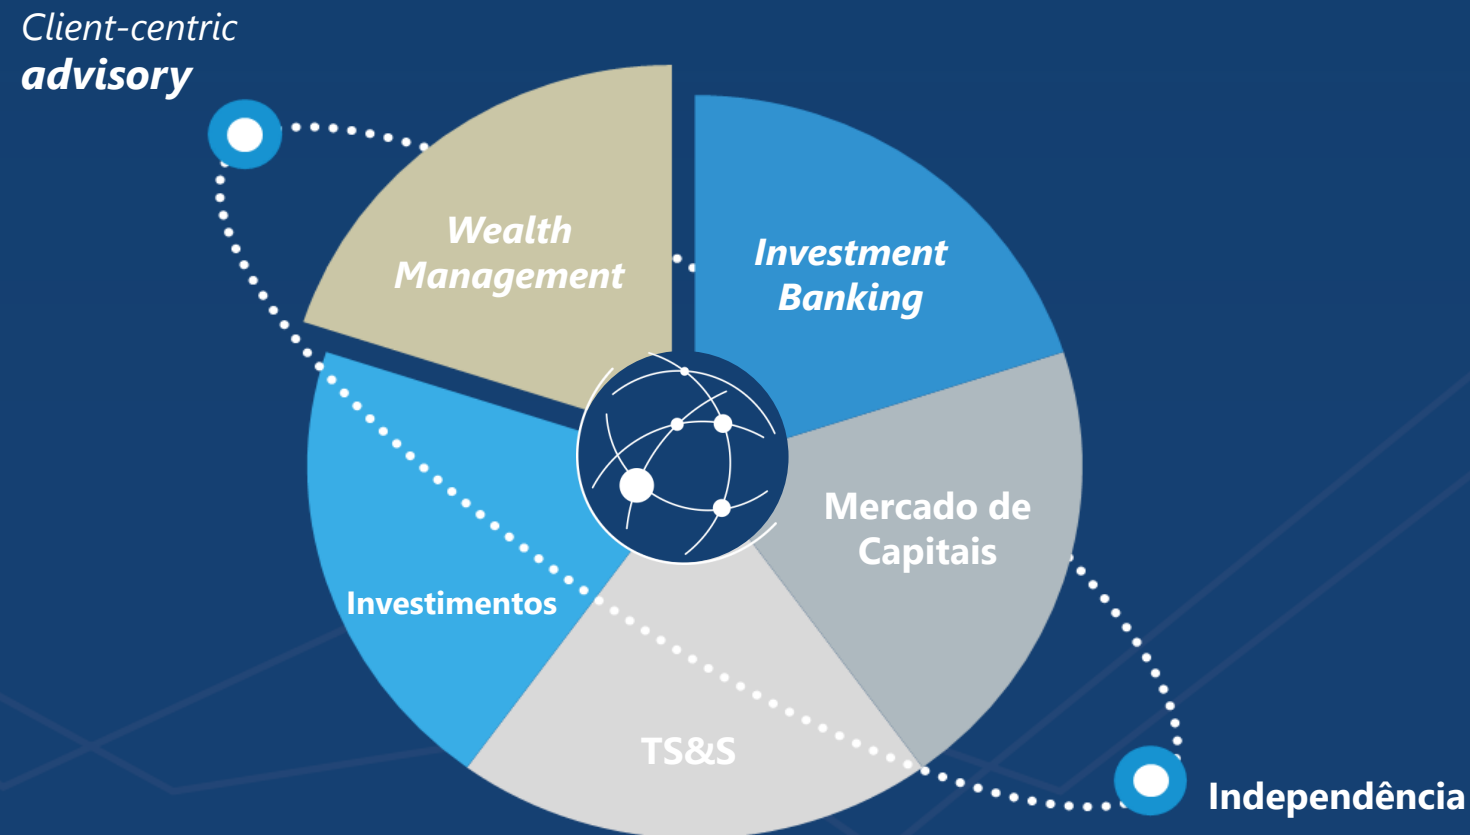 Client-centric
advisory
Wealth
Management
Investment
Banking
Mercado de
Capitais
Investimentos
TS&S
Independência